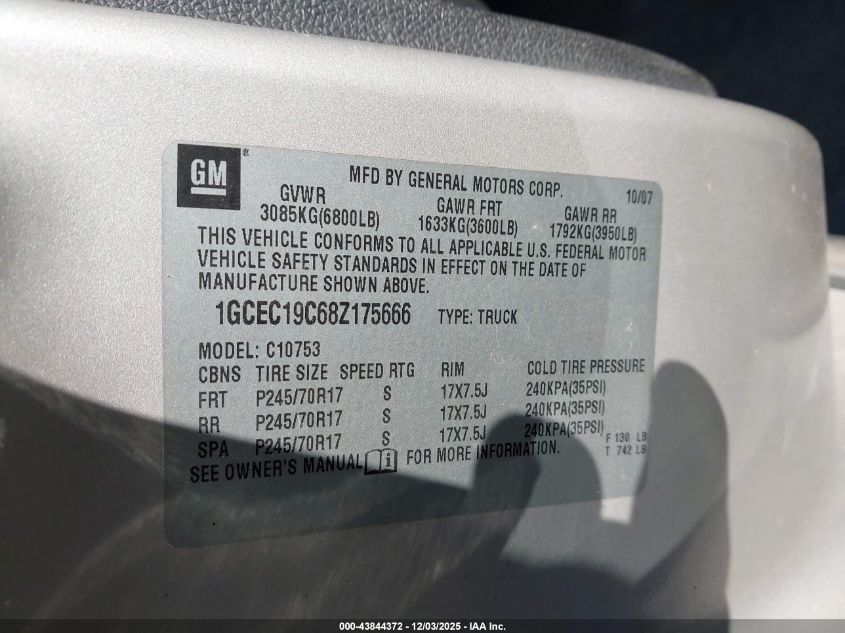 GM®
MFD BY GENERAL MOTORS CORP. 10/07
GVWR GAWR FRT GAWR RR
3085KG(6800LB) 1633KG(3600LB) 1792KG(3950LB)
THIS VEHICLE CONFORMS TO ALL APPLICABLE U.S. FEDERAL MOTOR
VEHICLE SAFETY STANDARDS IN EFFECT ON THE DATE OF
MANUFACTURE SHOWN ABOVE.
1GCEC19C68Z175666 TYPE: TRUCK
MODEL: C10753
CBNS TIRE SIZE SPEED RTG RIM COLD TIRE PRESSURE
FRT P245/70R17 S 17X7.5J 240KPA(35PSI)
RR P245/70R17 S 17X7.5J 240KPA(35PSI)
SPA P245/70R17 S 17X7.5J 240KPA(35PSI)
F 130 LB
T 742 LB
SEE OWNER'S MANUAL i FOR MORE INFORMATION.
000-43844372 - 12/03/2025 - IAA Inc.